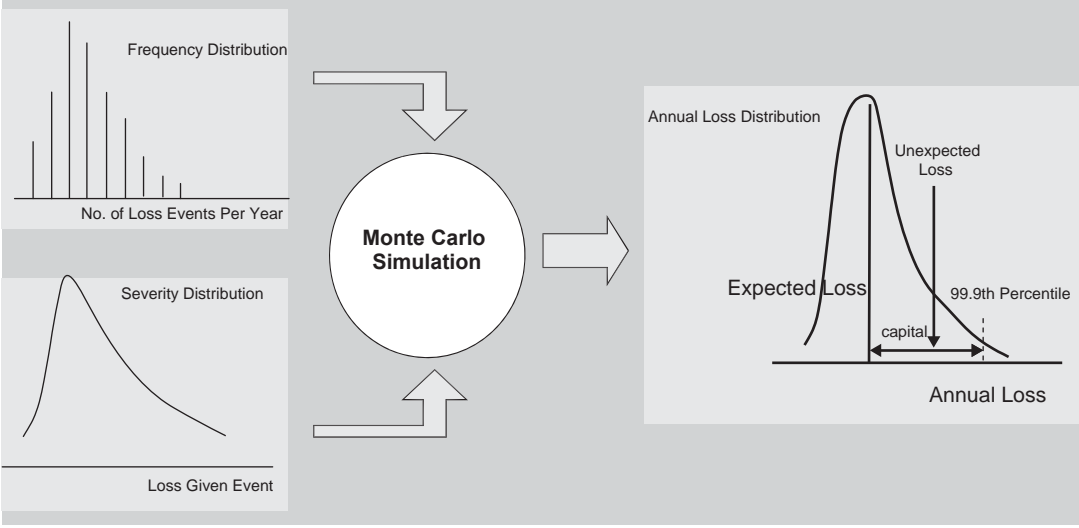 Frequency Distribution
No. of Loss Events Per Year
Severity Distribution
Loss Given Event
Monte Carlo
Simulation
Annual Loss Distribution
Unexpected
Loss
Expected Loss
99.9th Percentile
capital
Annual Loss